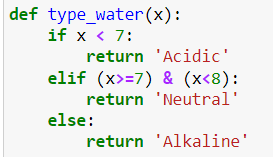 def type_water(x):
    if x < 7:
        return 'Acidic'
    elif (x>=7) & (x<8):
        return 'Neutral'
    else:
        return 'Alkaline'